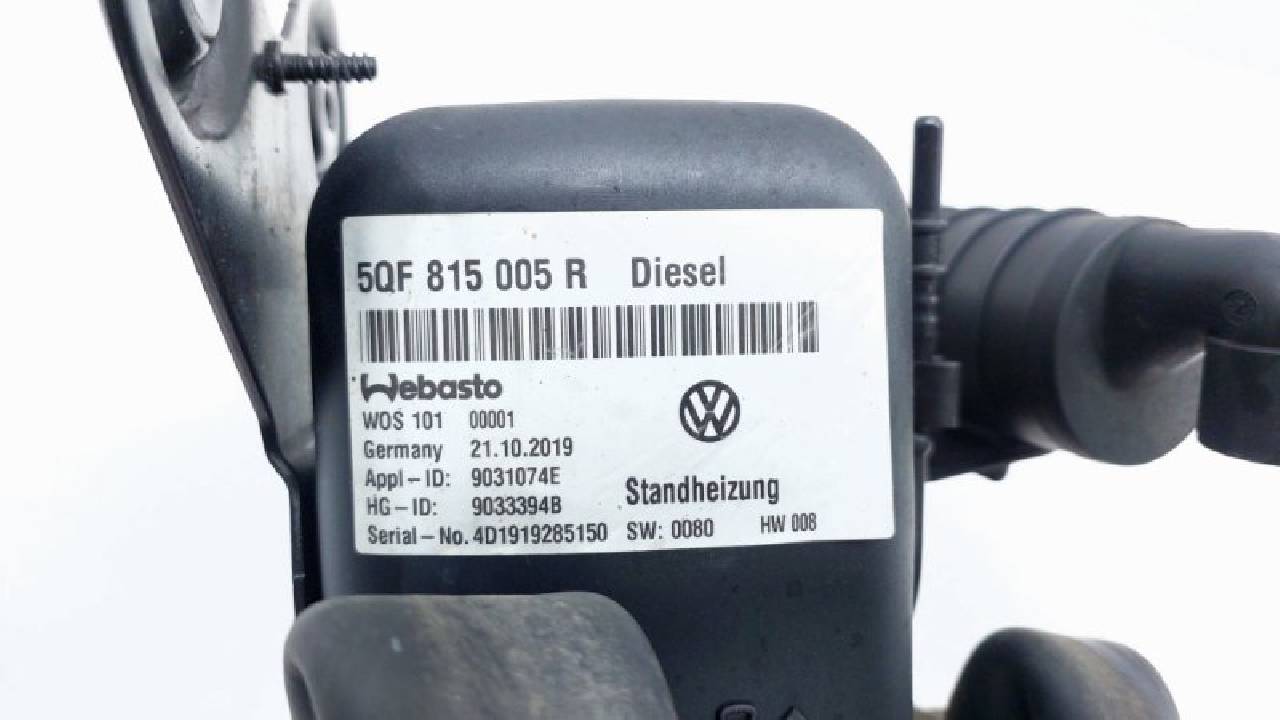 5QF 815 005 R Diesel
Webasto
WOS 101 00001
Germany 21.10.2019
Appl-ID: 9031074E
HG-ID: 9033394B
Standheizung
Serial-No. 4D1919285150 SW: 0080 HW 008